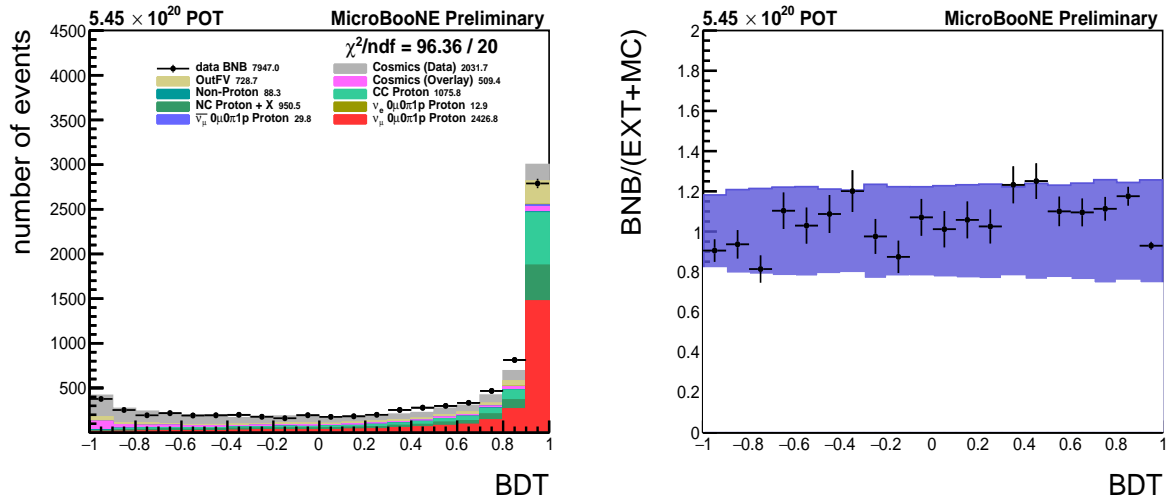 5.45 × 10²⁰ POT MicroBooNE Preliminary
χ²/ndf = 96.36 / 20
data BNB 7947.0 Cosmics (Data) 2031.7
OutFV 728.7 Cosmics (Overlay) 509.4
Non-Proton 88.3 CC Proton 1075.8
NC Proton + X 950.5 νₑ 0μ0π1p Proton 12.9
ν̅_μ 0μ0π1p Proton 29.8 ν_μ 0μ0π1p Proton 2426.8
number of events
4500
4000
3500
3000
2500
2000
1500
1000
500
−1 −0.8 −0.6 −0.4 −0.2 0 0.2 0.4 0.6 0.8 1
BDT
5.45 × 10²⁰ POT MicroBooNE Preliminary
BNB/(EXT+MC)
2
1.8
1.6
1.4
1.2
1
0.8
0.6
0.4
0.2
0
−1 −0.8 −0.6 −0.4 −0.2 0 0.2 0.4 0.6 0.8 1
BDT